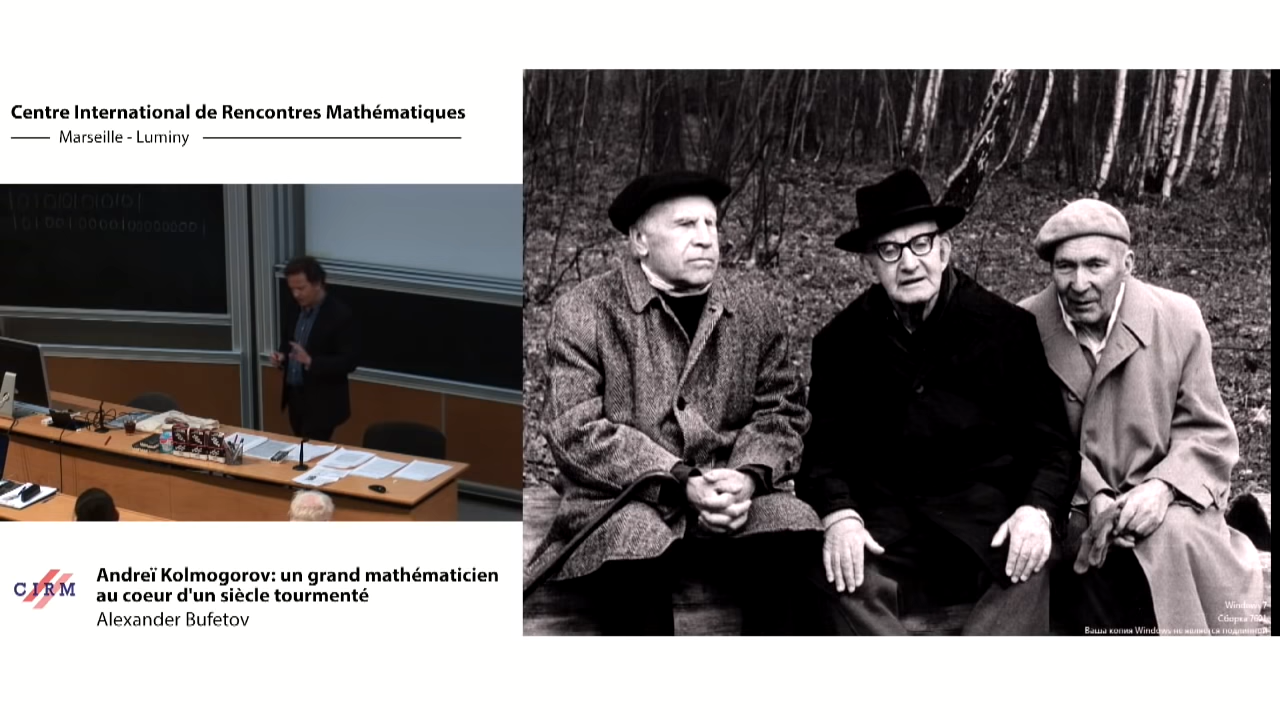 Centre International de Rencontres Mathématiques
Marseille - Luminy
CIRM
Andreï Kolmogorov: un grand mathématicien
au coeur d'un siècle tourmenté
Alexander Bufetov
Windows 7
Сборка 7601
Ваша копия Windows не является подлинной